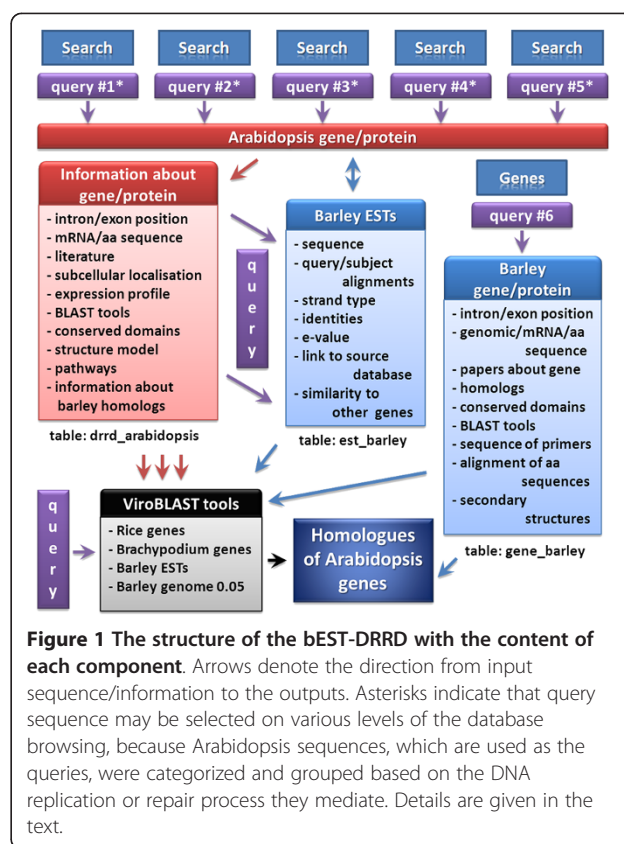 Search Search Search Search Search
query #1* query #2* query #3* query #4* query #5*
Arabidopsis gene/protein
Information about
gene/protein
- intron/exon position
- mRNA/aa sequence
- literature
- subcellular localisation
- expression profile
- BLAST tools
- conserved domains
- structure model
- pathways
- information about
barley homologs
table: drrd_arabidopsis
query
Barley ESTs
- sequence
- query/subject
alignments
- strand type
- identities
- e-value
- link to source
database
- similarity to
other genes
table: est_barley
Genes
query #6
Barley
gene/protein
- intron/exon position
- genomic/mRNA/aa
sequence
- papers about gene
- homologs
- conserved domains
- BLAST tools
- sequence of primers
- alignment of aa
sequences
- secondary
structures
table: gene_barley
query
ViroBLAST tools
- Rice genes
- Brachypodium genes
- Barley ESTs
- Barley genome 0.05
Homologues
of Arabidopsis
genes
Figure 1 The structure of the bEST-DRRD with the content of
each component. Arrows denote the direction from input
sequence/information to the outputs. Asterisks indicate that query
sequence may be selected on various levels of the database
browsing, because Arabidopsis sequences, which are used as the
queries, were categorized and grouped based on the DNA
replication or repair process they mediate. Details are given in the
text.